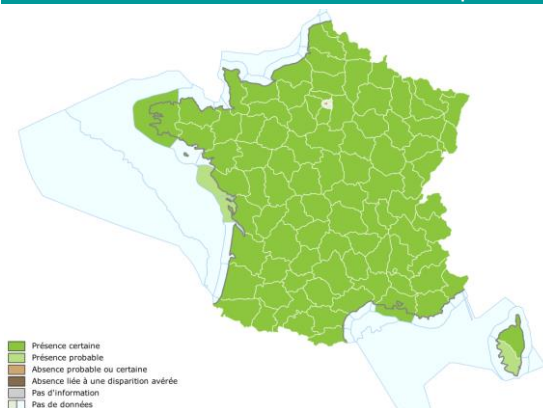 Présence certaine
Présence probable
Absence probable ou certaine
Absence liée à une disparition avérée
Pas d'information
Pas de données